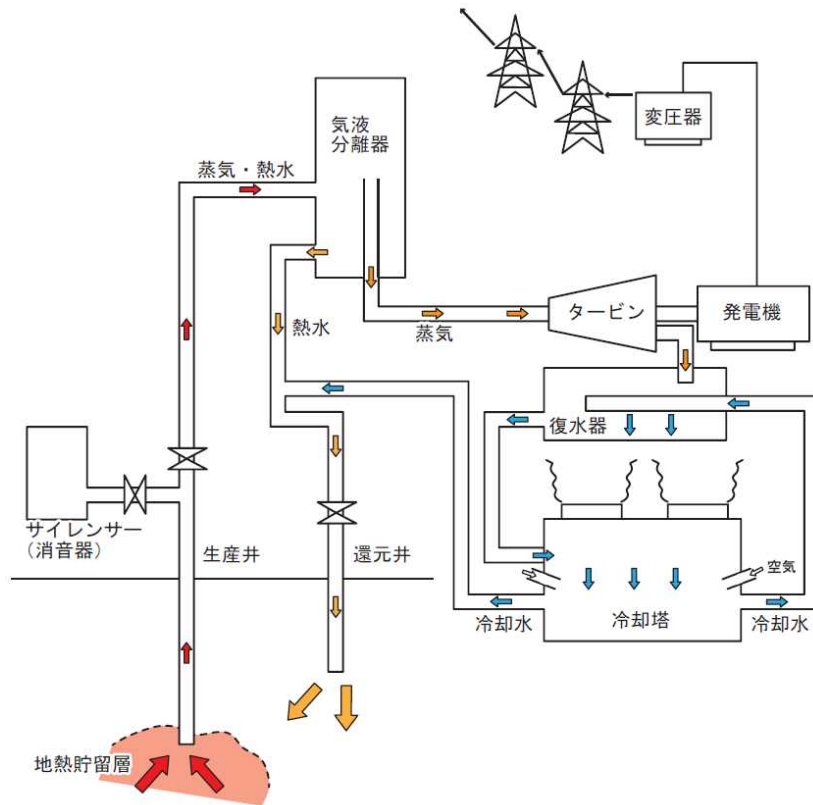 変圧器
気液
分離器
蒸気・熱水
タービン
発電機
熱水
蒸気
復水器
サイレンサー
(消音器)
生産井
還元井
空気
冷却水
冷却塔
冷却水
地熱貯留層